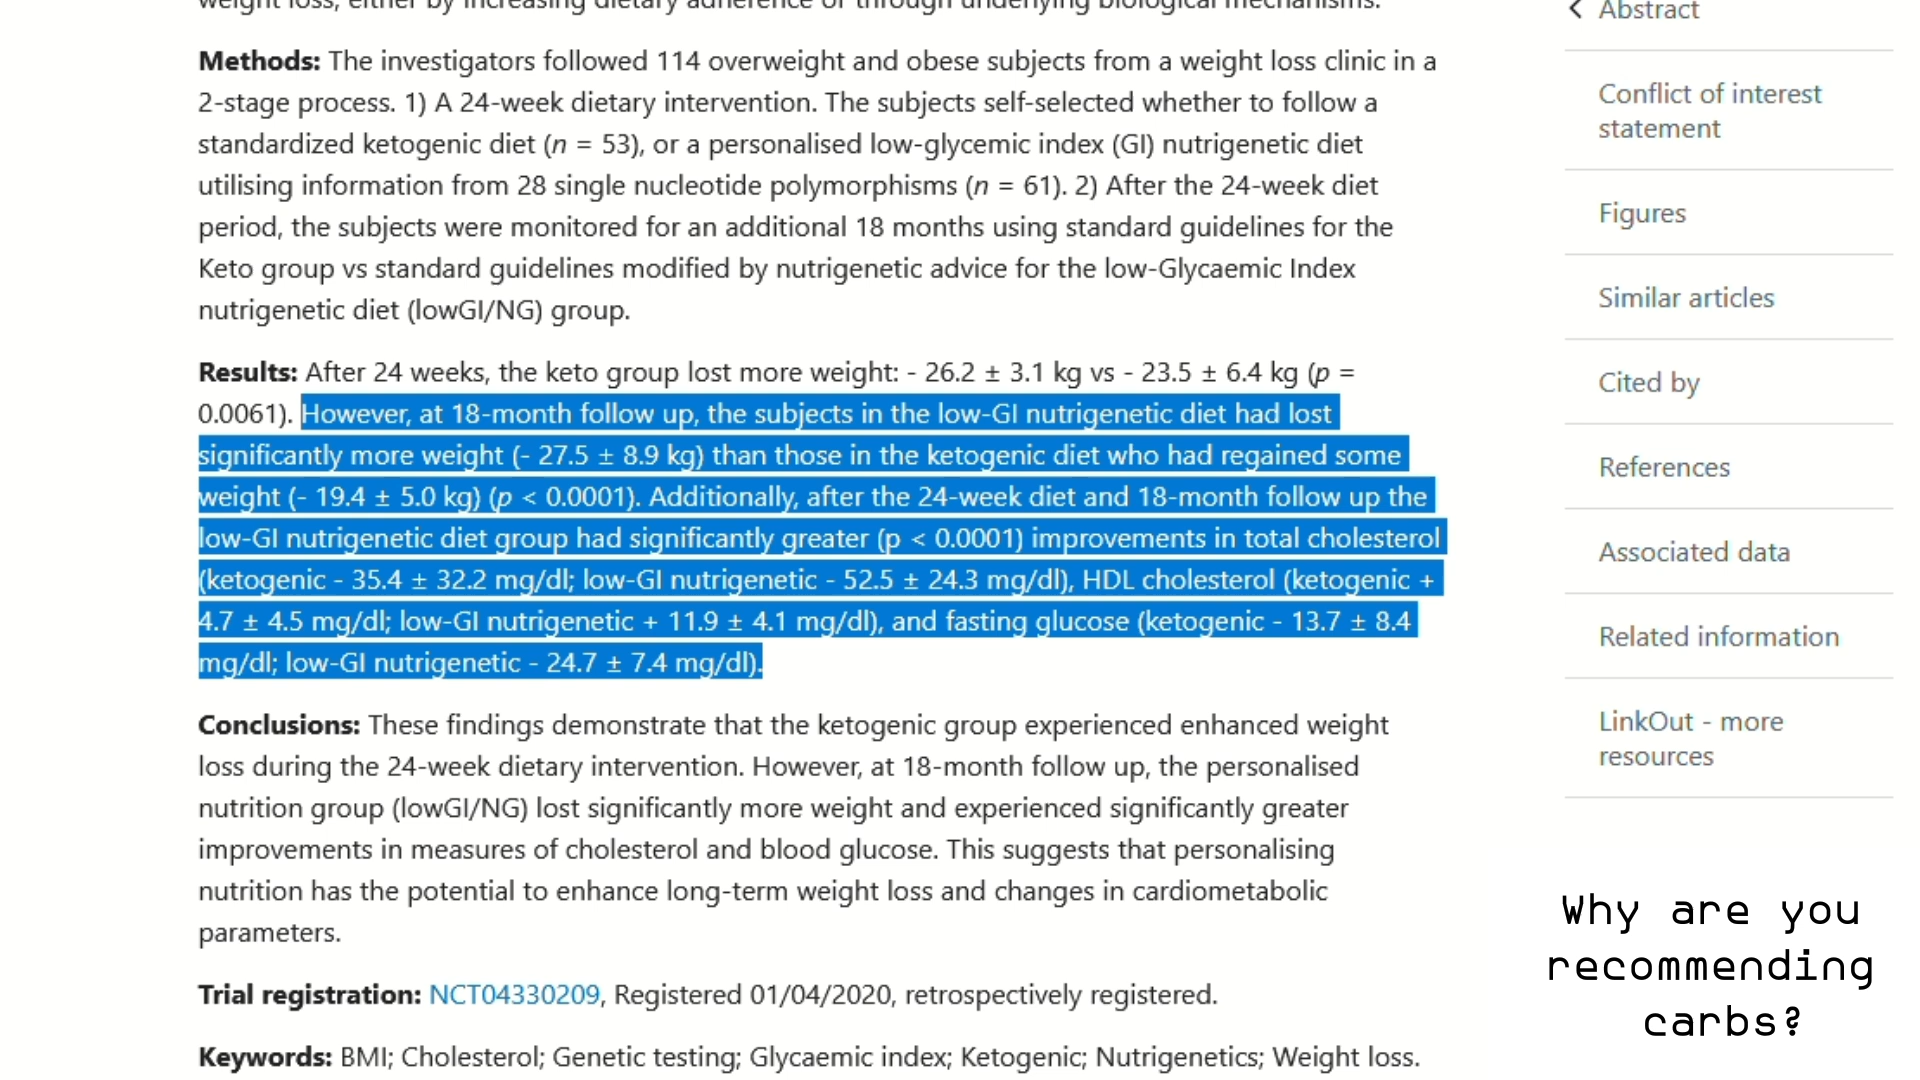 weight loss, either by increasing dietary adherence or through underlying biological mechanisms.
Methods: The investigators followed 114 overweight and obese subjects from a weight loss clinic in a
2-stage process. 1) A 24-week dietary intervention. The subjects self-selected whether to follow a
standardized ketogenic diet (n = 53), or a personalised low-glycemic index (GI) nutrigenetic diet
utilising information from 28 single nucleotide polymorphisms (n = 61). 2) After the 24-week diet
period, the subjects were monitored for an additional 18 months using standard guidelines for the
Keto group vs standard guidelines modified by nutrigenetic advice for the low-Glycaemic Index
nutrigenetic diet (lowGI/NG) group.
Results: After 24 weeks, the keto group lost more weight: - 26.2 ± 3.1 kg vs - 23.5 ± 6.4 kg (p =
0.0061). However, at 18-month follow up, the subjects in the low-GI nutrigenetic diet had lost
significantly more weight (- 27.5 ± 8.9 kg) than those in the ketogenic diet who had regained some
weight (- 19.4 ± 5.0 kg) (p < 0.0001). Additionally, after the 24-week diet and 18-month follow up the
low-GI nutrigenetic diet group had significantly greater (p < 0.0001) improvements in total cholesterol
(ketogenic - 35.4 ± 32.2 mg/dl; low-GI nutrigenetic - 52.5 ± 24.3 mg/dl), HDL cholesterol (ketogenic +
4.7 ± 4.5 mg/dl; low-GI nutrigenetic + 11.9 ± 4.1 mg/dl), and fasting glucose (ketogenic - 13.7 ± 8.4
mg/dl; low-GI nutrigenetic - 24.7 ± 7.4 mg/dl).
Conclusions: These findings demonstrate that the ketogenic group experienced enhanced weight
loss during the 24-week dietary intervention. However, at 18-month follow up, the personalised
nutrition group (lowGI/NG) lost significantly more weight and experienced significantly greater
improvements in measures of cholesterol and blood glucose. This suggests that personalising
nutrition has the potential to enhance long-term weight loss and changes in cardiometabolic
parameters.
Trial registration: NCT04330209, Registered 01/04/2020, retrospectively registered.
Keywords: BMI; Cholesterol; Genetic testing; Glycaemic index; Ketogenic; Nutrigenetics; Weight loss.
Abstract
Conflict of interest
statement
Figures
Similar articles
Cited by
References
Associated data
Related information
LinkOut - more
resources
Why are you
recommending
carbs?